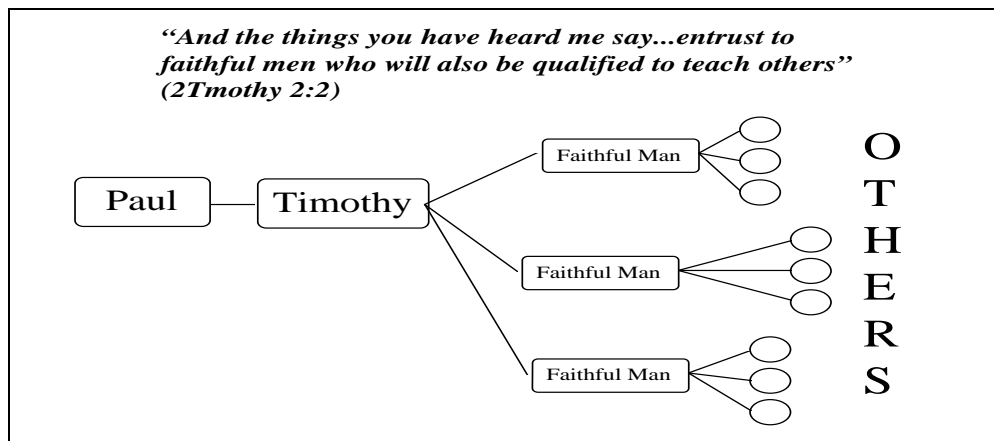 “And the things you have heard me say...entrust to
faithful men who will also be qualified to teach others”
(2Tmothy 2:2)
Paul
Timothy
Faithful Man
Faithful Man
Faithful Man
O
T
H
E
R
S